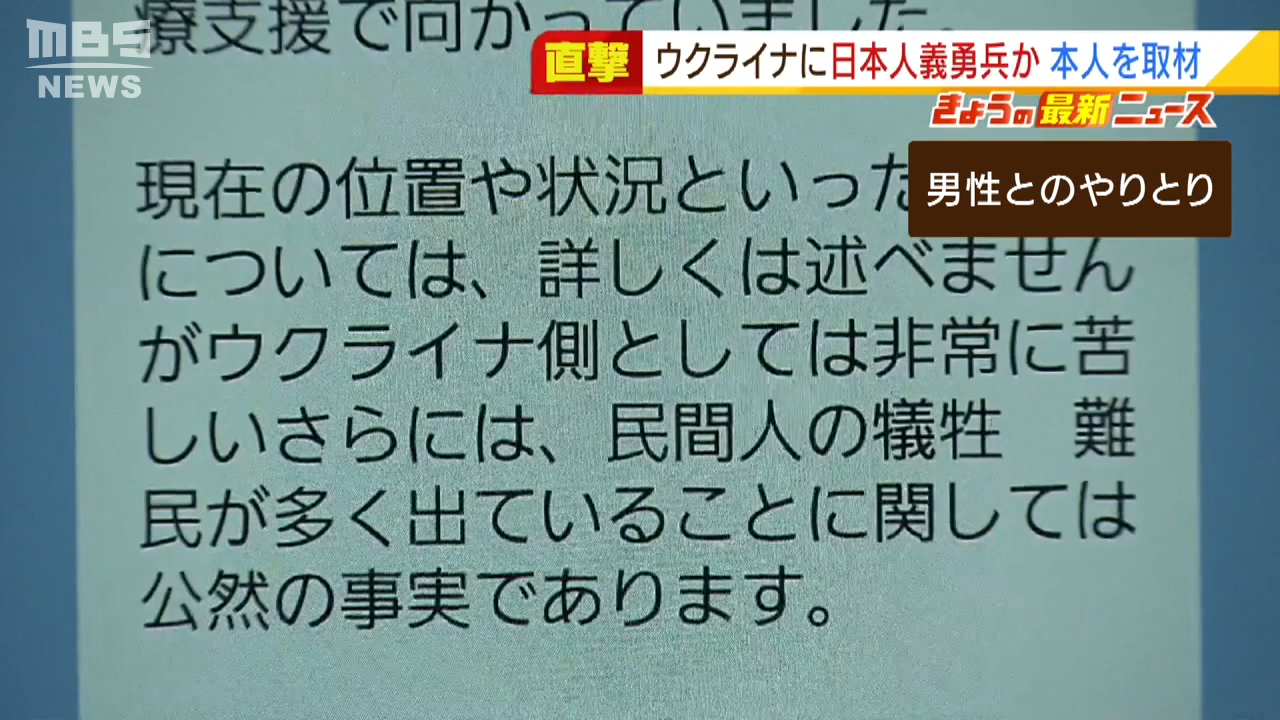 MBS
NEWS
直撃 ウクライナに日本人義勇兵か 本人を取材
きょうの最新ニュース
男性とのやりとり
療支援で向かっていました。
現在の位置や状況といった
については、詳しくは述べません
がウクライナ側としては非常に苦
しいさらには、民間人の犠牲　難
民が多く出ていることに関しては
公然の事実であります。